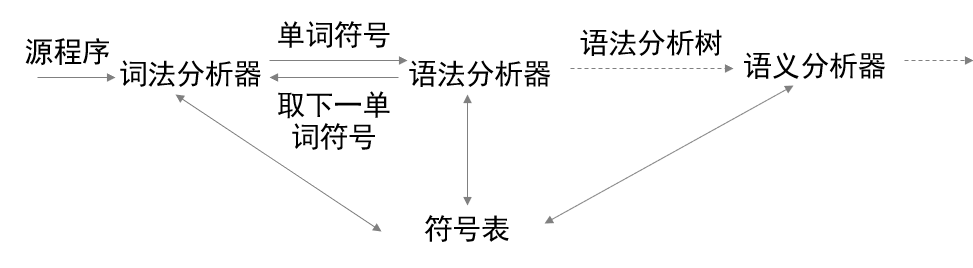 源程序
词法分析器
单词符号
取下一单
词符号
语法分析器
语法分析树
语义分析器
符号表